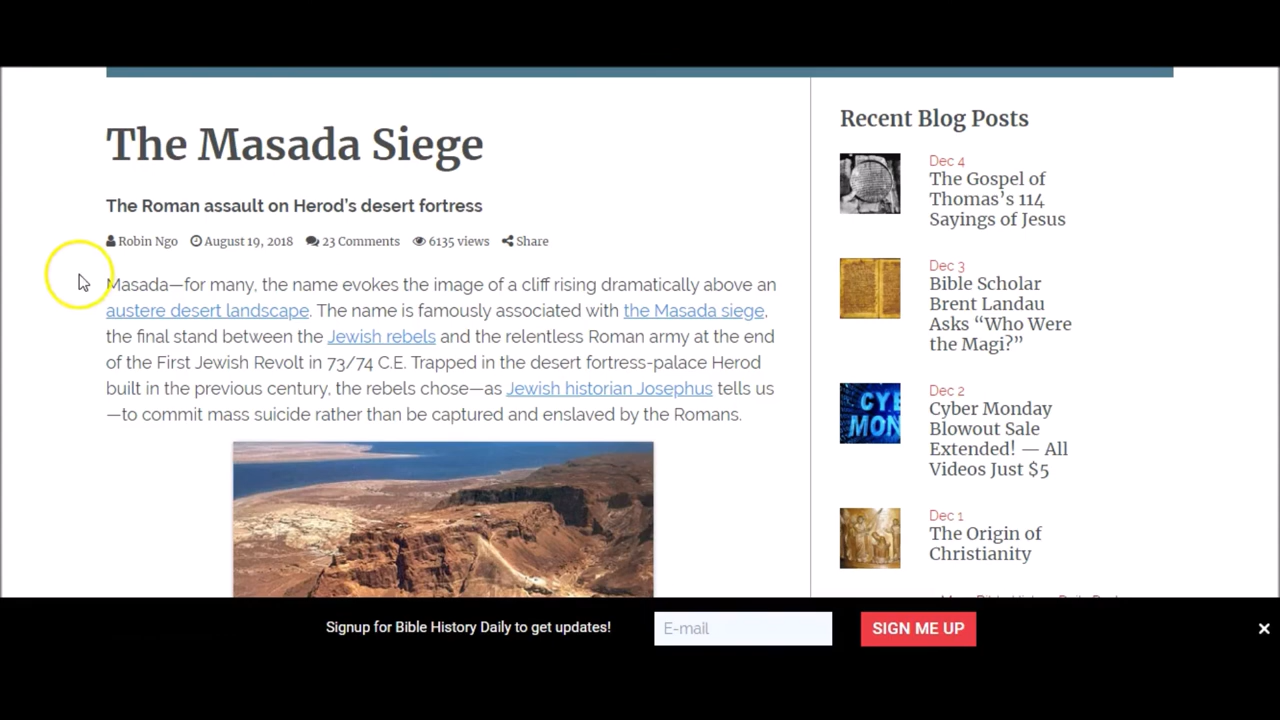 The Masada Siege
The Roman assault on Herod's desert fortress
Robin Ngo August 19, 2018 23 Comments 6135 views Share
Masada—for many, the name evokes the image of a cliff rising dramatically above an
austere desert landscape. The name is famously associated with the Masada siege,
the final stand between the Jewish rebels and the relentless Roman army at the end
of the First Jewish Revolt in 73/74 C.E. Trapped in the desert fortress-palace Herod
built in the previous century, the rebels chose—as Jewish historian Josephus tells us
—to commit mass suicide rather than be captured and enslaved by the Romans.
Recent Blog Posts
Dec 4
The Gospel of
Thomas's 114
Sayings of Jesus
Dec 3
Bible Scholar
Brent Landau
Asks “Who Were
the Magi?”
CYB
MON
Dec 2
Cyber Monday
Blowout Sale
Extended! — All
Videos Just $5
Dec 1
The Origin of
Christianity
Signup for Bible History Daily to get updates!
E-mail
SIGN ME UP